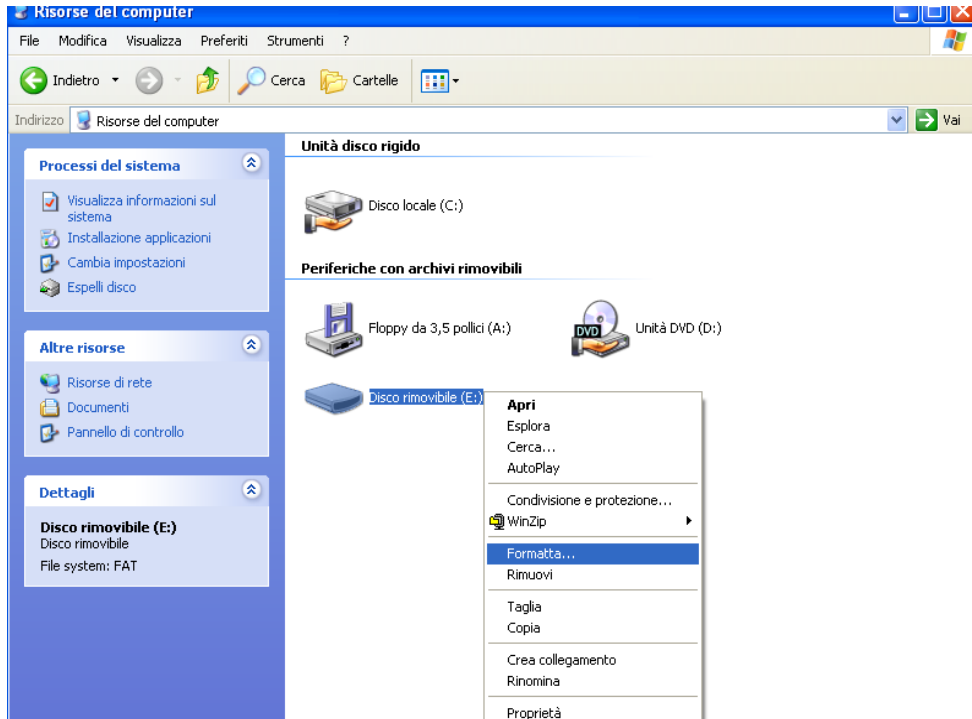 Risorse del computer
File Modifica Visualizza Preferiti Strumenti ?
Indietro Cerca Cartelle
Indirizzo Risorse del computer Vai
Processi del sistema
Visualizza informazioni sul
sistema
Installazione applicazioni
Cambia impostazioni
Espelli disco
Altre risorse
Risorse di rete
Documenti
Pannello di controllo
Dettagli
Disco rimovibile (E:)
Disco rimovibile
File system: FAT
Unità disco rigido
Disco locale (C:)
Periferiche con archivi rimovibili
Floppy da 3,5 pollici (A:)
DVD
Unità DVD (D:)
Disco rimovibile (E:)
Apri
Esplora
Cerca...
AutoPlay
Condivisione e protezione...
WinZip
Formatta...
Rimuovi
Taglia
Copia
Crea collegamento
Rinomina
Proprietà